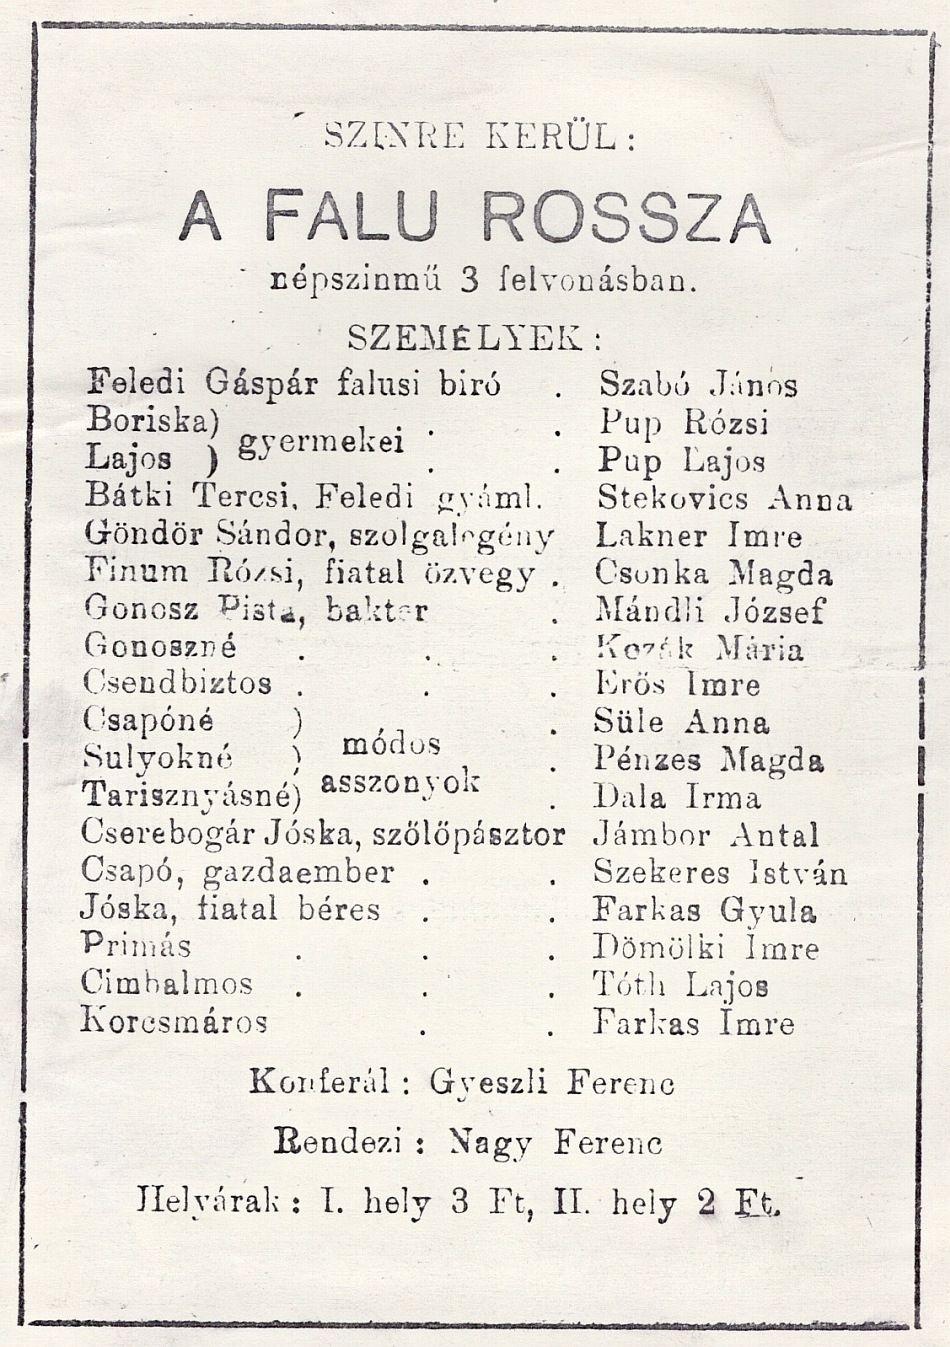 SZINRE KERÜL:
A FALU ROSSZA
népszinmű 3 felvonásban.
SZEMÉLYEK:
Feledi Gáspár falusi biró . Szabó János
Boriska) gyermekei . . Pup Rózsi
Lajos ) . . Pup Lajos
Bátki Tercsi, Feledi gyáml. Stekovics Anna
Göndör Sándor, szolgalegény Lakner Imre
Finum Rózsi, fiatal özvegy . Csonka Magda
Gonosz Pista, bakter . Mándli József
Gonoszné . . . Kozák Mária
Csendbiztos . . . Erös Imre
Csapóné ) . Süle Anna
Sulyokné ) módos . Pénzes Magda
Tarisznyásné) asszonyok . Dala Irma
Cserebogár Jóska, szőlőpásztor Jámbor Antal
Csapó, gazdaember . . Szekeres István
Jóska, fiatal béres . . Farkas Gyula
Primás . . . Dömölki Imre
Cimbalmos . . . Tóth Lajos
Korcsmáros . . Farkas Imre
Konferál: Gyeszli Ferenc
Rendezi: Nagy Ferenc
Helyárak: I. hely 3 Ft, II. hely 2 Ft.